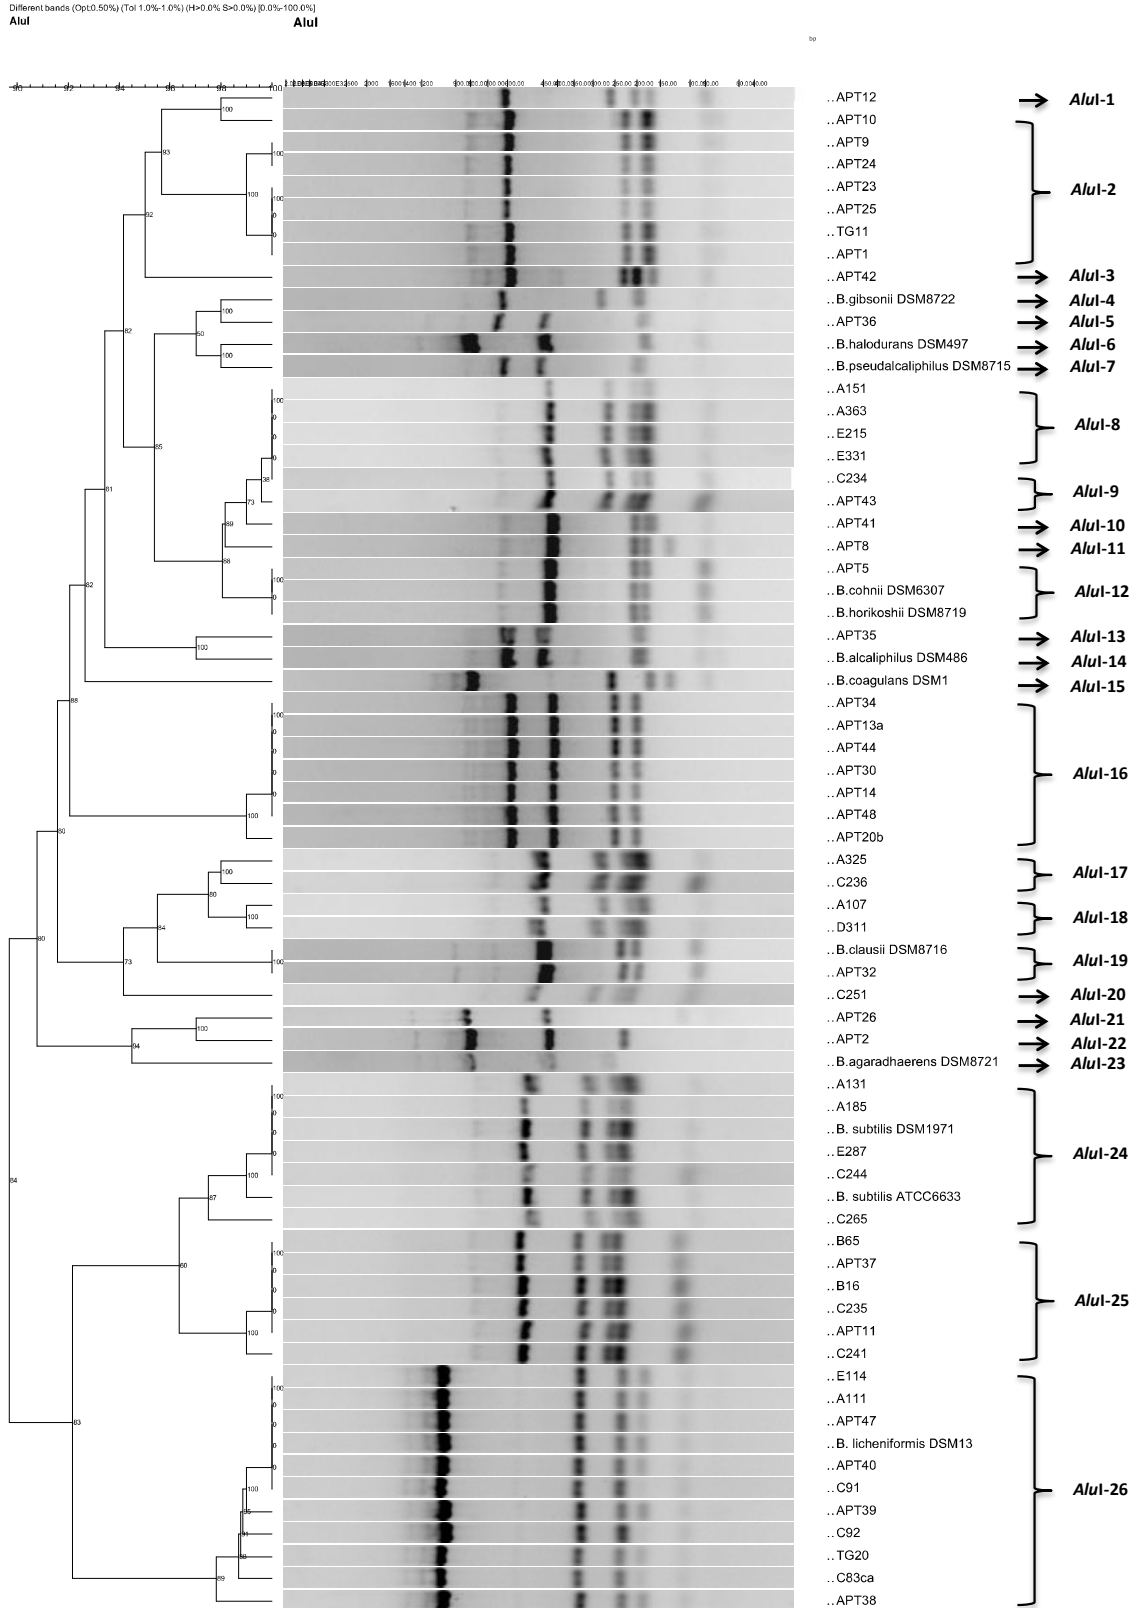 Different bands (Opt:0.50%) (Tol 1.0%-1.0%) (H>0.0% S>0.0%) [0.0%-100.0%]
AluI AluI
bp
90 92 94 96 98 100
..APT12 AluI-1
..APT10
..APT9
..APT24
..APT23 AluI-2
..APT25
..TG11
..APT1
..APT42 AluI-3
..B.gibsonii DSM8722 AluI-4
..APT36 AluI-5
..B.halodurans DSM497 AluI-6
..B.pseudalcaliphilus DSM8715 AluI-7
..A151
..A363
..E215 AluI-8
..E331
..C234
..APT43 AluI-9
..APT41 AluI-10
..APT8 AluI-11
..APT5
..B.cohnii DSM6307 AluI-12
..B.horikoshii DSM8719
..APT35 AluI-13
..B.alcaliphilus DSM486 AluI-14
..B.coagulans DSM1 AluI-15
..APT34
..APT13a
..APT44
..APT30 AluI-16
..APT14
..APT48
..APT20b
..A325
..C236 AluI-17
..A107
..D311 AluI-18
..B.clausii DSM8716
..APT32 AluI-19
..C251 AluI-20
..APT26 AluI-21
..APT2 AluI-22
..B.agaradhaerens DSM8721 AluI-23
..A131
..A185
..B. subtilis DSM1971
..E287 AluI-24
..C244
..B. subtilis ATCC6633
..C265
..B65
..APT37
..B16
..C235 AluI-25
..APT11
..C241
..E114
..A111
..APT47
..B. licheniformis DSM13
..APT40
..C91 AluI-26
..APT39
..C92
..TG20
..C83ca
..APT38